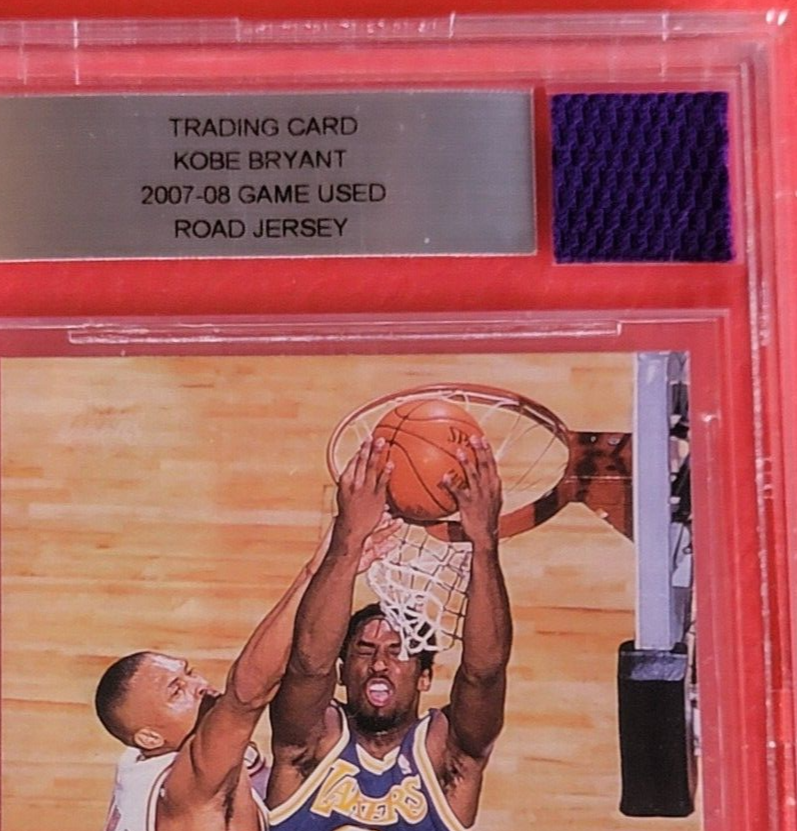 TRADING CARD
KOBE BRYANT
2007-08 GAME USED
ROAD JERSEY
LAKERS